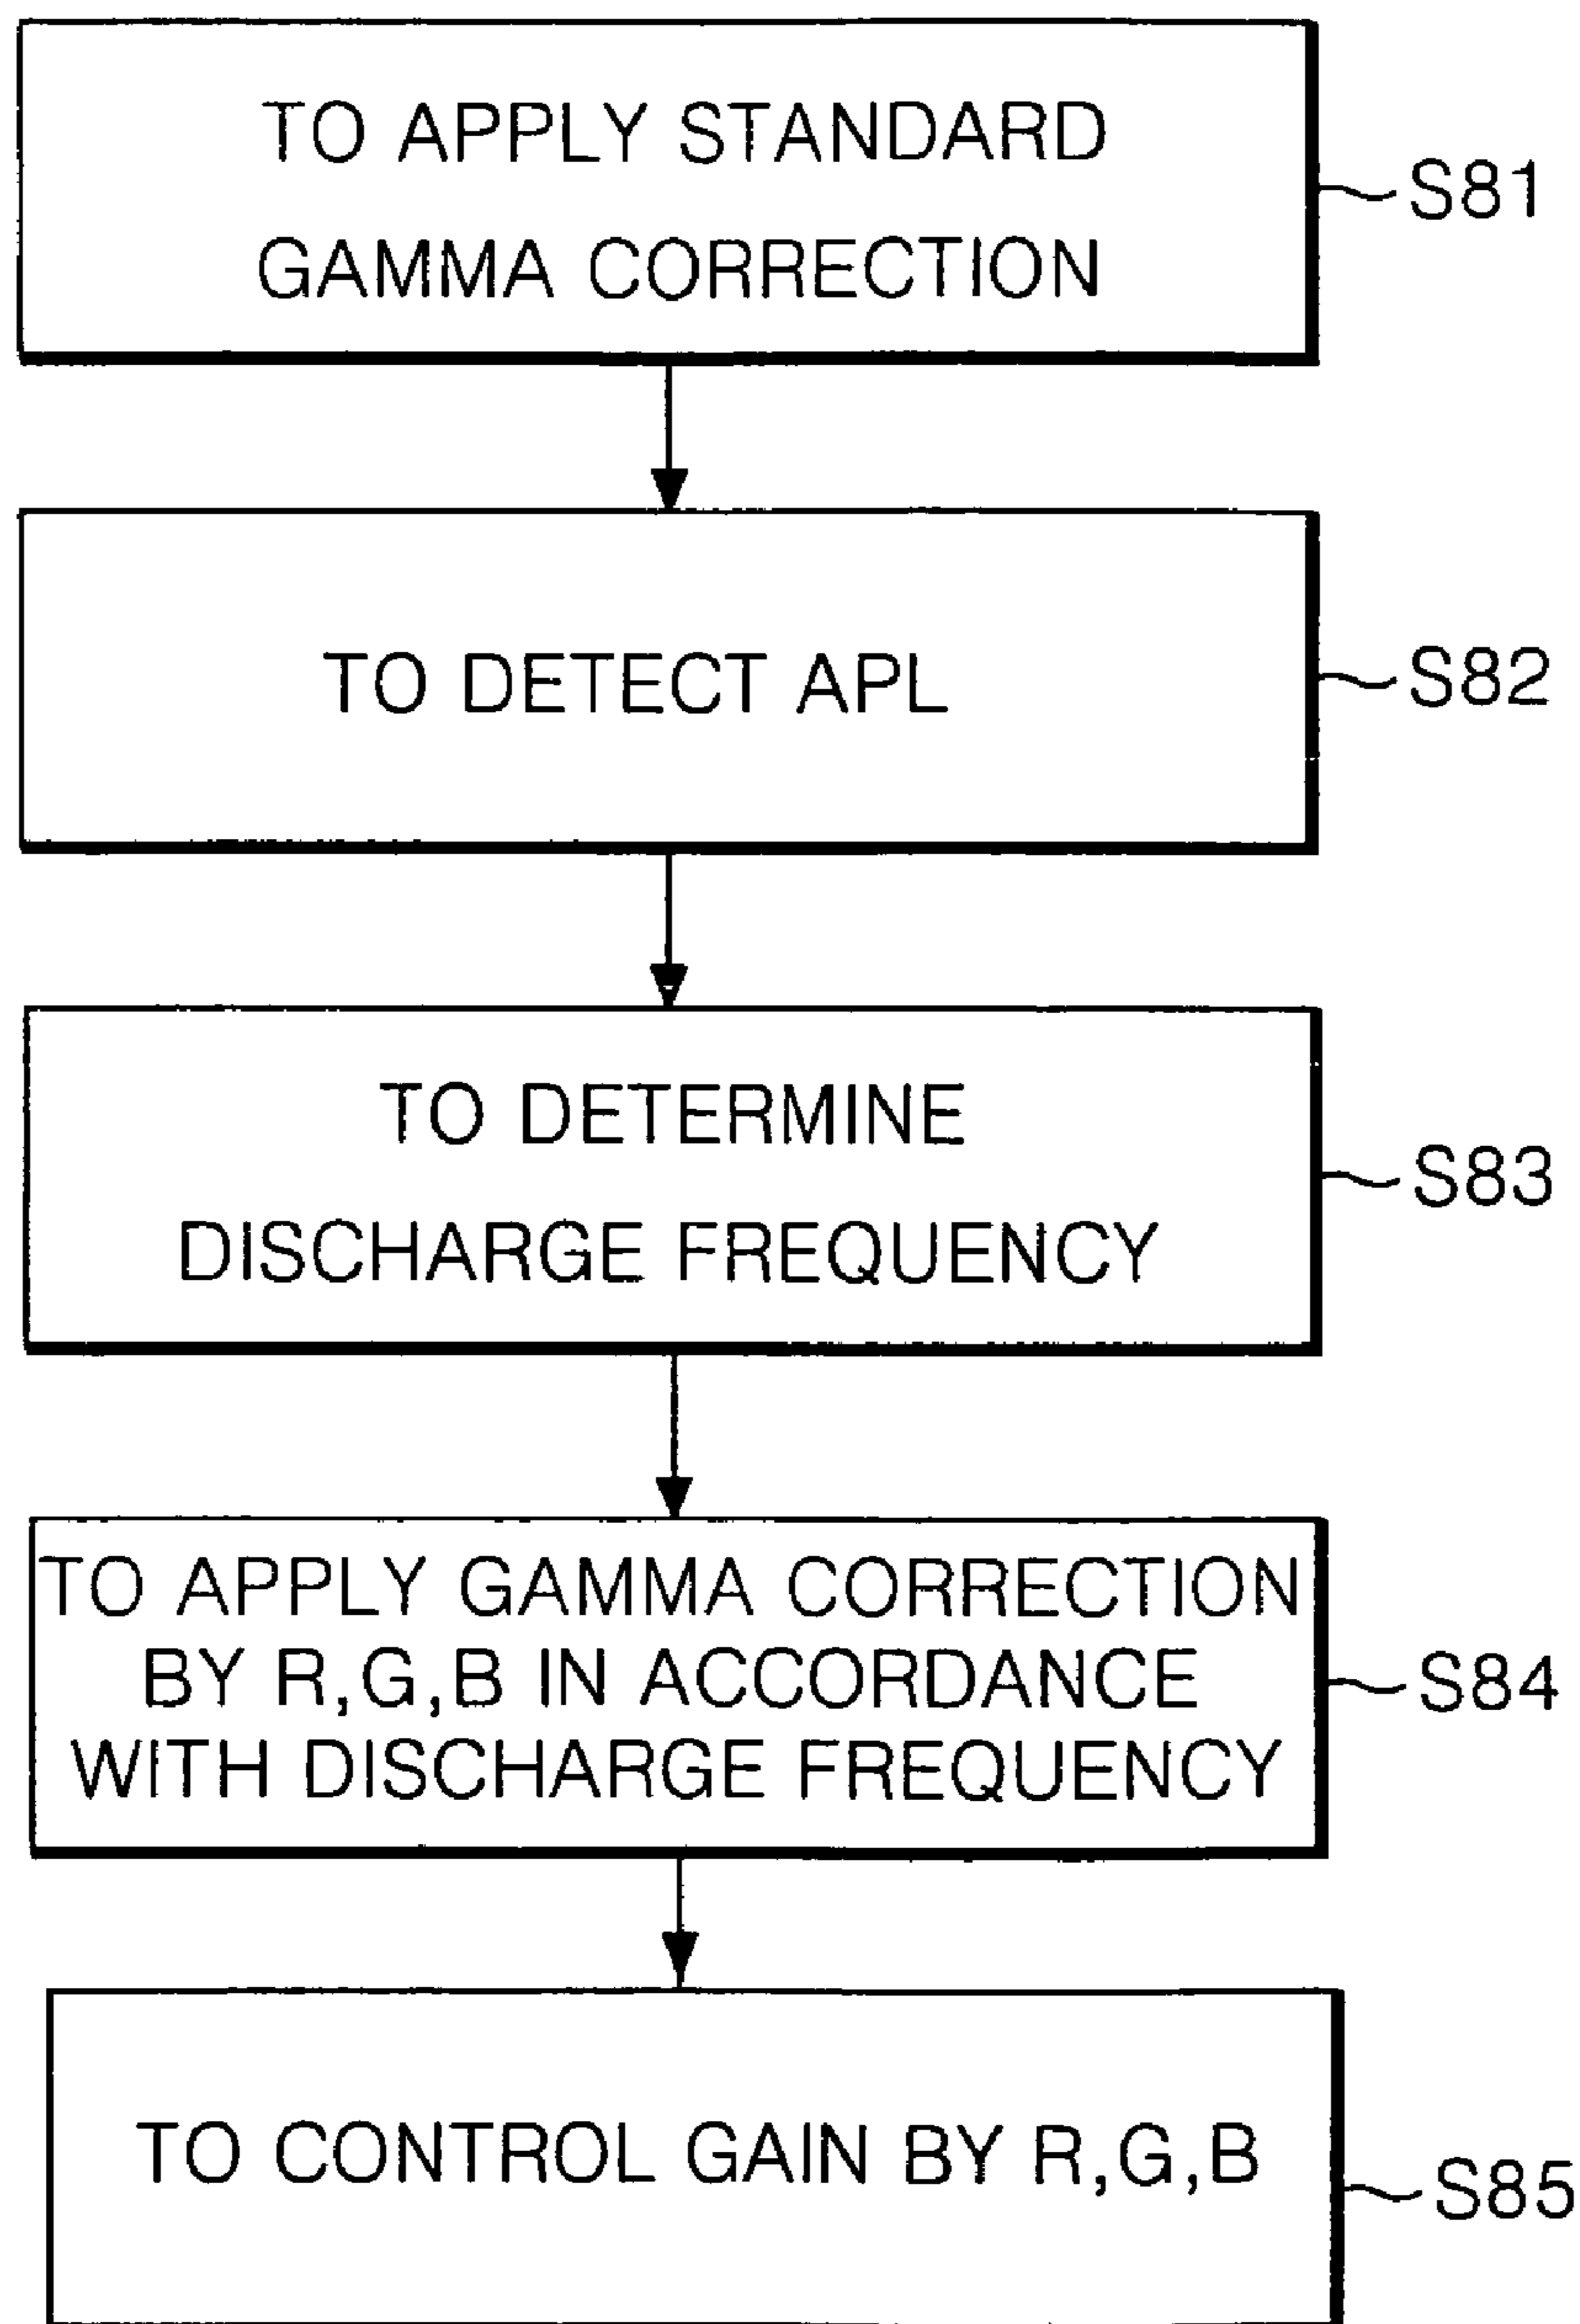 TO APPLY STANDARD
GAMMA CORRECTION
S81
TO DETECT APL
S82
TO DETERMINE
DISCHARGE FREQUENCY
S83
TO APPLY GAMMA CORRECTION
BY R,G,B IN ACCORDANCE
WITH DISCHARGE FREQUENCY
S84
TO CONTROL GAIN BY R,G,B
S85